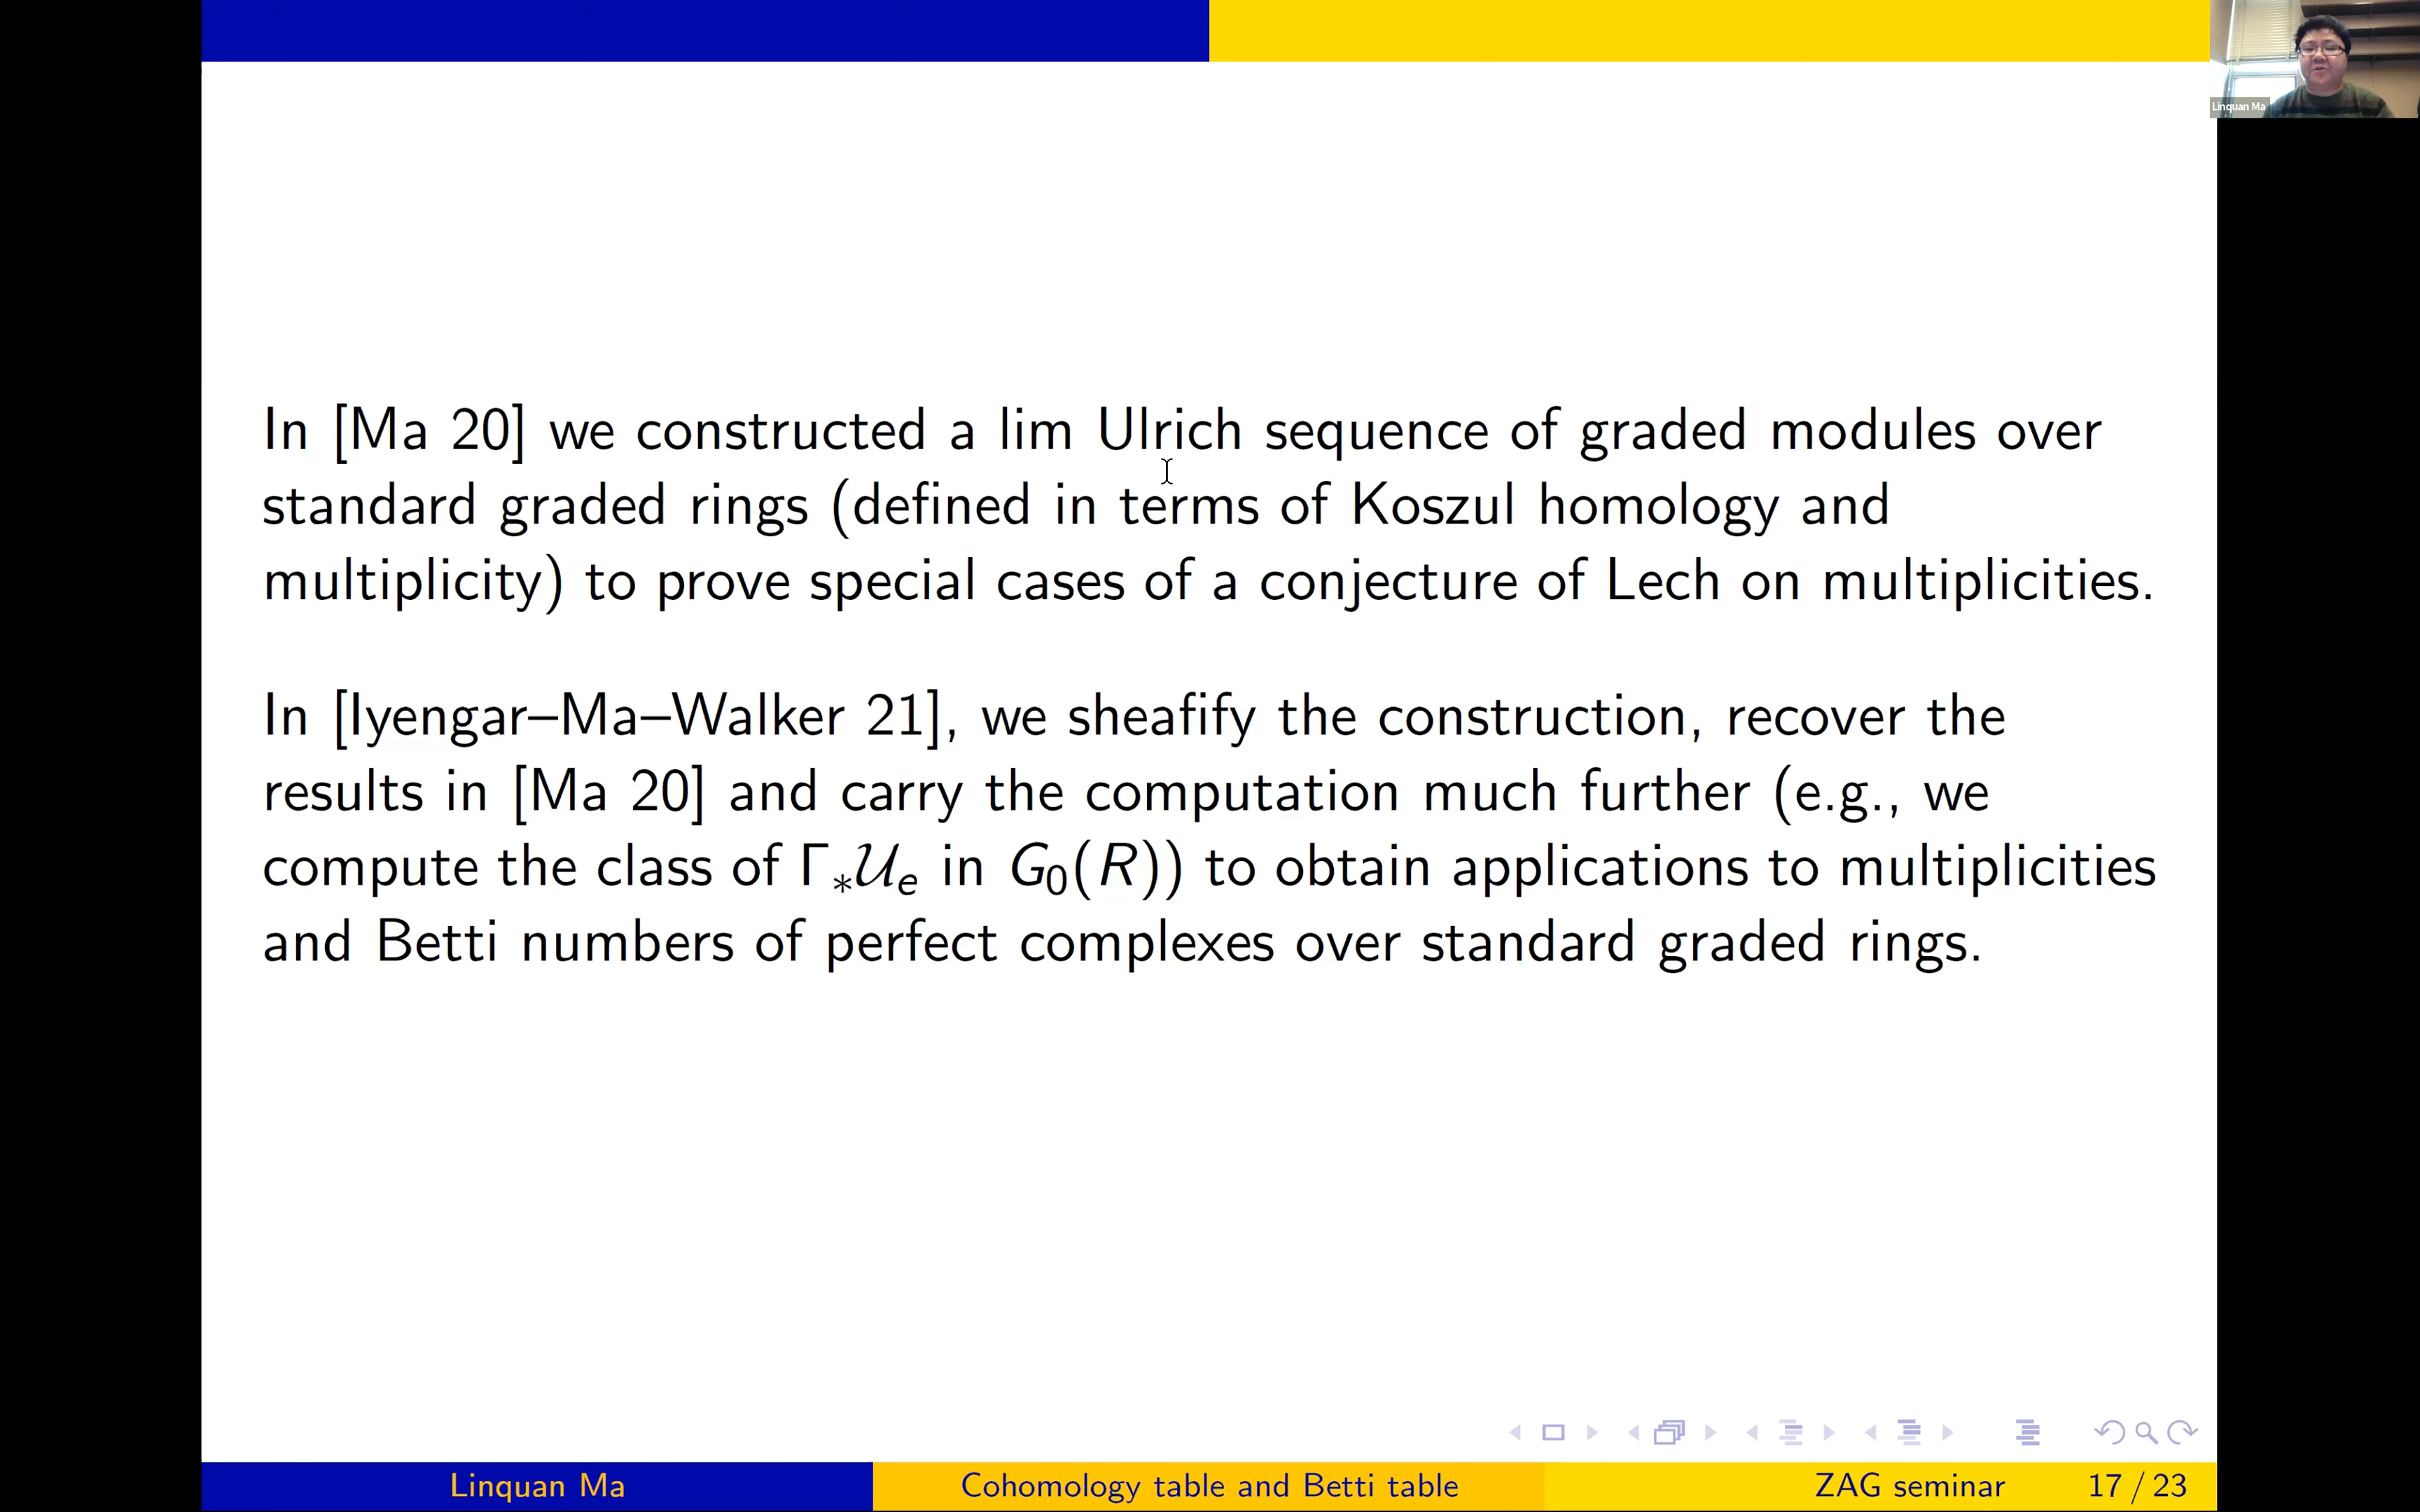 Linquan Ma
In [Ma 20] we constructed a lim Ulrich sequence of graded modules over
standard graded rings (defined in terms of Koszul homology and
multiplicity) to prove special cases of a conjecture of Lech on multiplicities.
In [Iyengar–Ma–Walker 21], we sheafify the construction, recover the
results in [Ma 20] and carry the computation much further (e.g., we
compute the class of Γ∗𝒰ₑ in G₀(R)) to obtain applications to multiplicities
and Betti numbers of perfect complexes over standard graded rings.
Linquan Ma Cohomology table and Betti table ZAG seminar 17 / 23